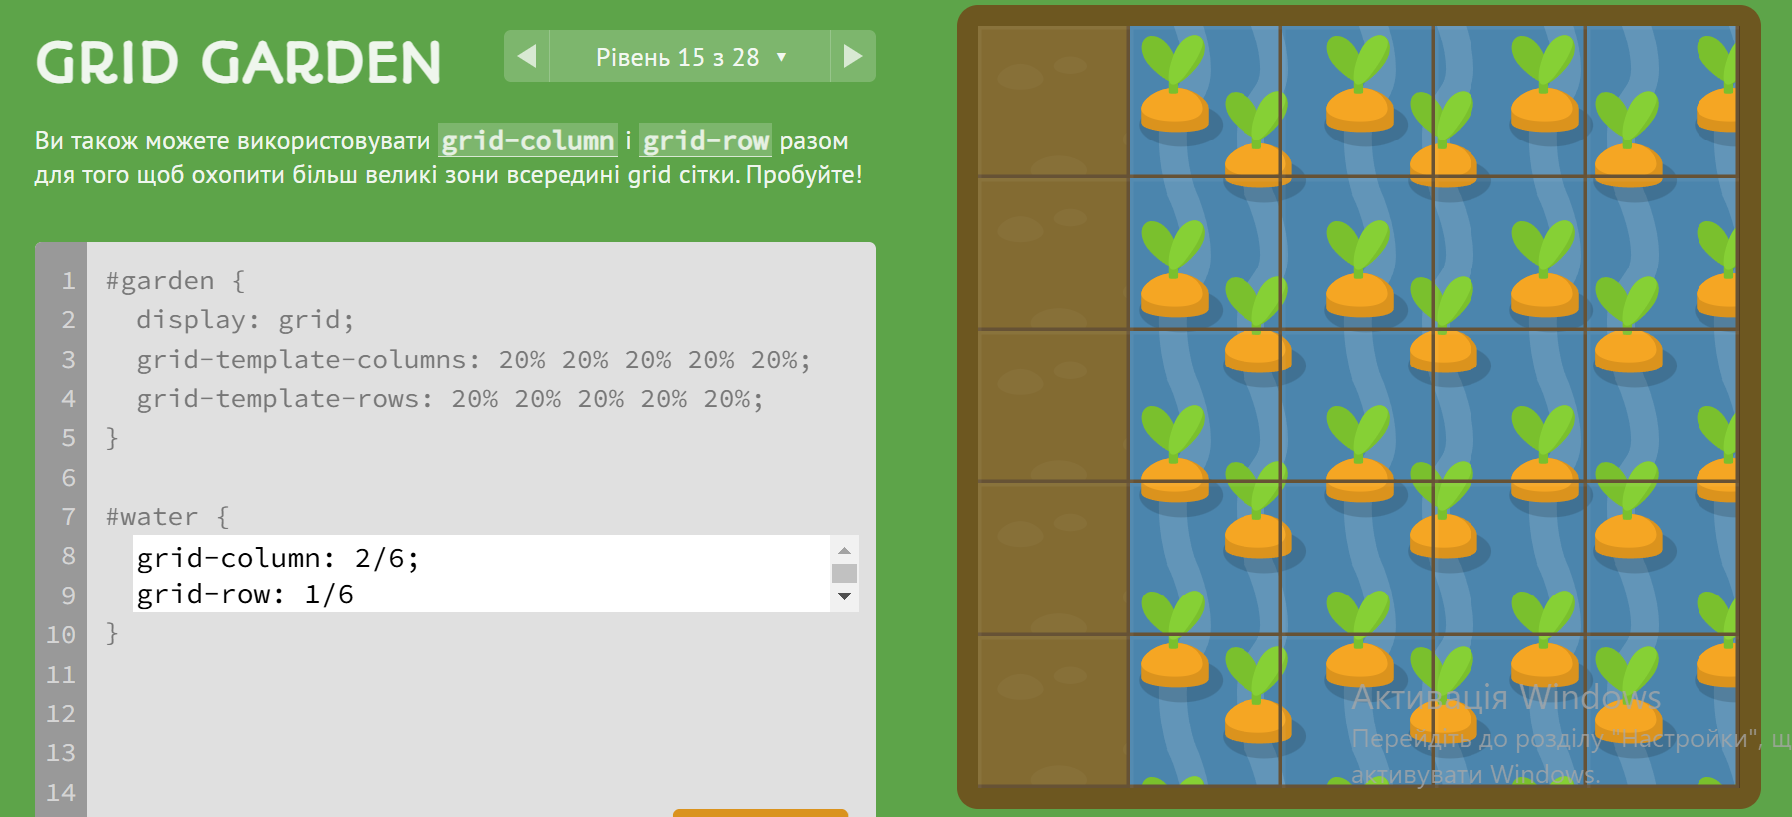 GRID GARDEN
Рівень 15 з 28 ▼
Ви також можете використовувати grid-column і grid-row разом
для того щоб охопити більш великі зони всередині grid сітки. Пробуйте!
1 #garden {
2 display: grid;
3 grid-template-columns: 20% 20% 20% 20% 20%;
4 grid-template-rows: 20% 20% 20% 20% 20%;
5 }
6
7 #water {
8 grid-column: 2/6;
9 grid-row: 1/6
10 }
11
12
13
14
Активація Windows
Перейдіть до розділу "Настройки", щ
активувати Windows.